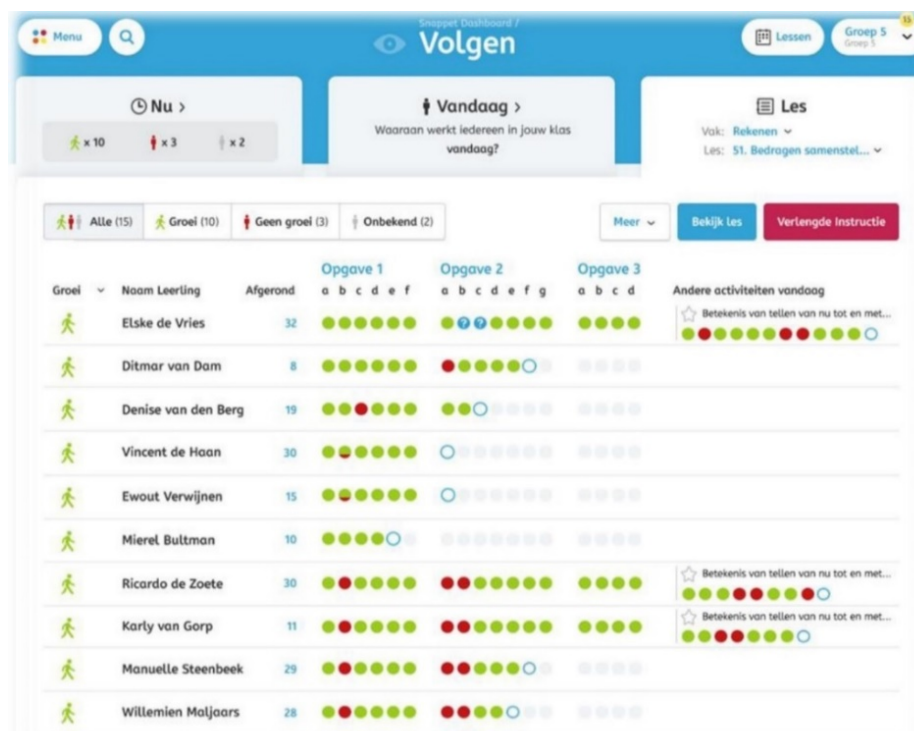 Menu
Snappet Dashboard /
Volgen
Lessen
Groep 5
Groep 5
15
Nu >
x 10 x 3 x 2
Vandaag >
Waaraan werkt iedereen in jouw klas
vandaag?
Les
Vak: Rekenen
Les: 51. Bedragen samenstel...
Alle (15) Groei (10) Geen groei (3) Onbekend (2) Meer Bekijk les Verlengde Instructie
Opgave 1 Opgave 2 Opgave 3
Groei Naam Leerling Afgerond a b c d e f a b c d e f g a b c d Andere activiteiten vandaag
Elske de Vries 32 ? ? Betekenis van tellen van nu tot en met...
Ditmar van Dam 8
Denise van den Berg 19
Vincent de Haan 30
Ewout Verwijnen 15
Mierel Bultman 10
Ricardo de Zoete 30 Betekenis van tellen van nu tot en met...
Karly van Gorp 11 Betekenis van tellen van nu tot en met...
Manuelle Steenbeek 29
Willemien Maljaars 28